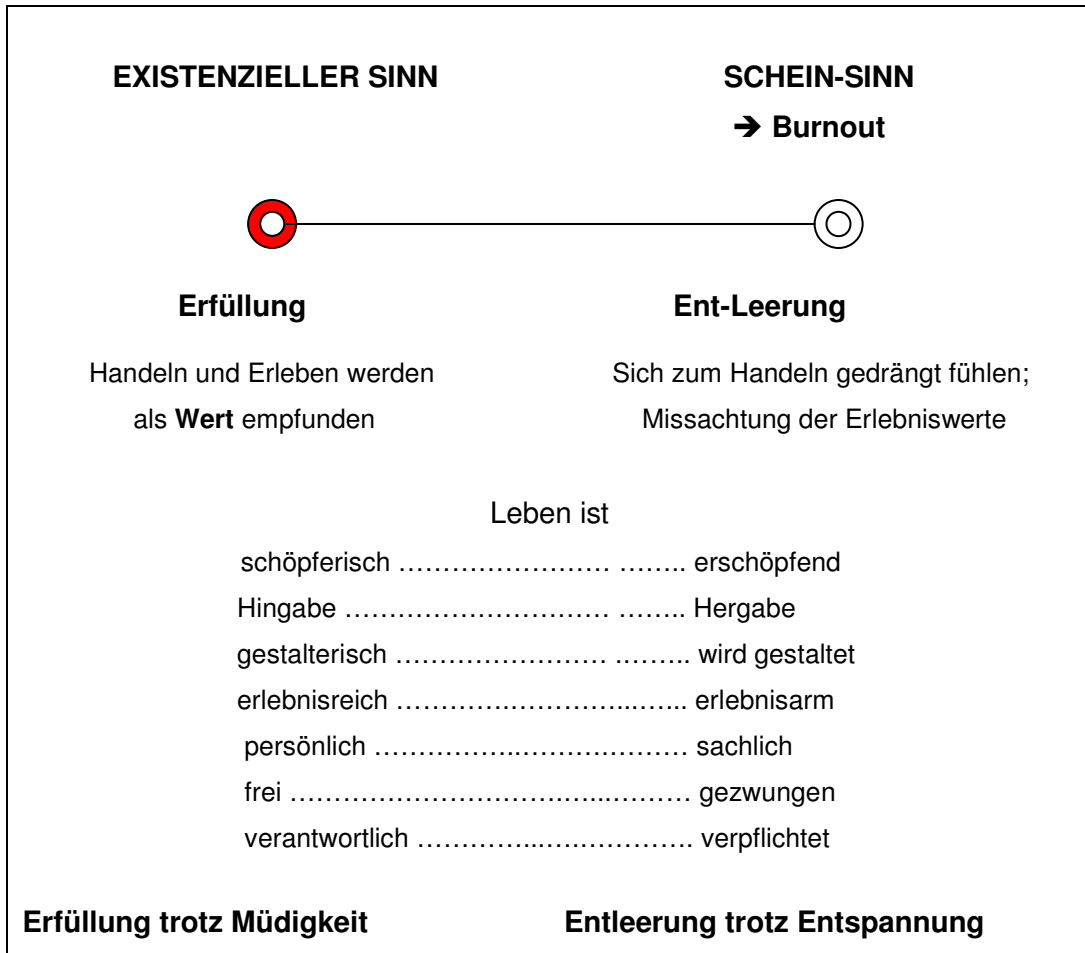 EXISTENZIELLER SINN SCHEIN-SINN
➔ Burnout
Erfüllung Ent-Leerung
Handeln und Erleben werden Sich zum Handeln gedrängt fühlen;
als Wert empfunden Missachtung der Erlebniswerte
Leben ist
schöpferisch …………………… …….. erschöpfend
Hingabe ………………………… …….. Hergabe
gestalterisch …………………… …….. wird gestaltet
erlebnisreich ……………………...…... erlebnisarm
persönlich ……………..……….……… sachlich
frei ………………………….…...……… gezwungen
verantwortlich …………...…..…………. verpflichtet
Erfüllung trotz Müdigkeit Entleerung trotz Entspannung